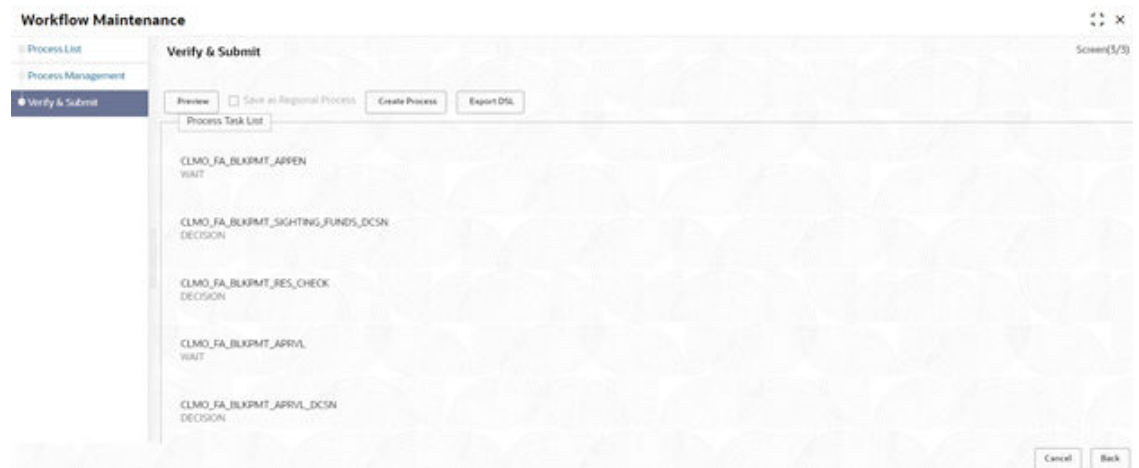 Workflow Maintenance
Process List
Process Management
Verify & Submit
Verify & Submit
Screen(3/3)
Preview
Save as Regional Process
Create Process
Export DSL
Process Task List
CLMO_FA_BLKPMT_APPEN
WAIT
CLMO_FA_BLKPMT_SIGHTING_FUNDS_DCSN
DECISION
CLMO_FA_BLKPMT_RES_CHECK
DECISION
CLMO_FA_BLKPMT_APRVL
WAIT
CLMO_FA_BLKPMT_APRVL_DCSN
DECISION
Cancel
Back